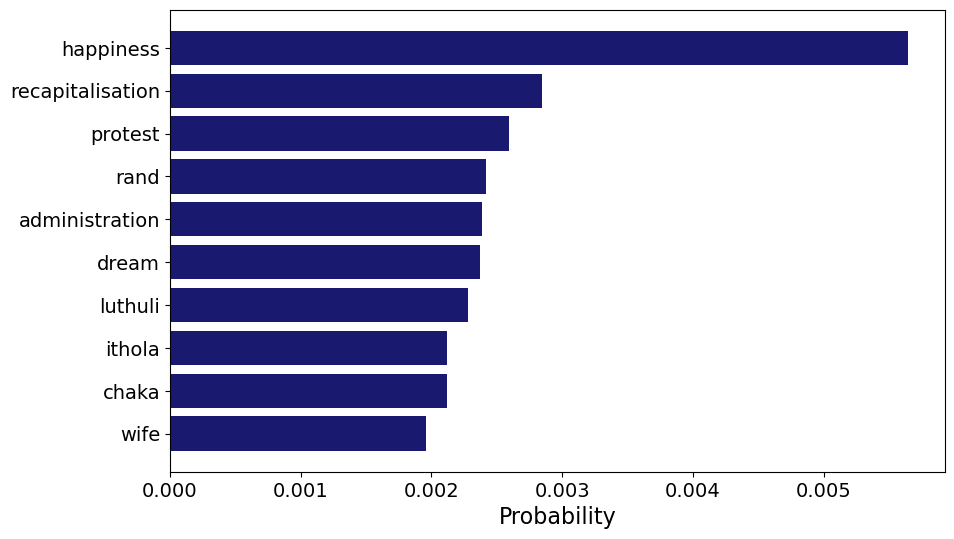 happiness
recapitalisation
protest
rand
administration
dream
luthuli
ithola
chaka
wife
0.000 0.001 0.002 0.003 0.004 0.005
Probability